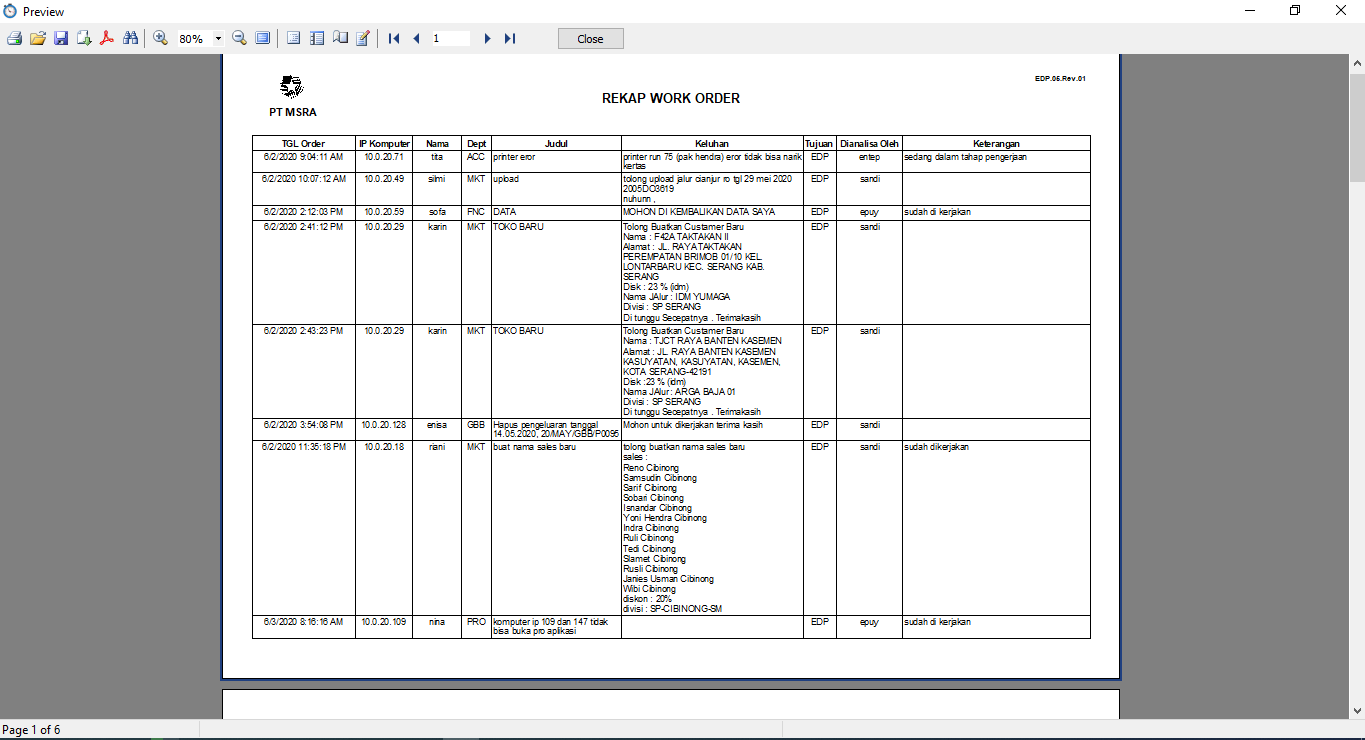 Preview
80%
1
Close
EDP.05.Rev.01
PT MSRA
REKAP WORK ORDER
TGL Order IP Komputer Nama Dept Judul Keluhan Tujuan Dianalisa Oleh Keterangan
6/2/2020 9:04:11 AM 10.0.20.71 tita ACC printer eror printer run 75 (pak hendra) eror tidak bisa narik EDP entep sedang dalam tahap pengerjaan
kertas
6/2/2020 10:07:12 AM 10.0.20.49 silmi MKT upload tolong upload jalur cianjur ro tgl 29 mei 2020 EDP sandi
2005DO3619
nuhunn ,
6/2/2020 2:12:03 PM 10.0.20.59 sofa FNC DATA MOHON DI KEMBALIKAN DATA SAYA EDP epuy sudah di kerjakan
6/2/2020 2:41:12 PM 10.0.20.29 karin MKT TOKO BARU Tolong Buatkan Custamer Baru EDP sandi
Nama : F42A TAKTAKAN II
Alamat : JL. RAYA TAKTAKAN
PEREMPATAN BRIMOB 01/10 KEL.
LONTARBARU KEC. SERANG KAB.
SERANG
Disk : 23 % (idm)
Nama JAlur : IDM YUMAGA
Divisi : SP SERANG
Di tunggu Secepatnya . Terimakasih
6/2/2020 2:43:23 PM 10.0.20.29 karin MKT TOKO BARU Tolong Buatkan Custamer Baru EDP sandi
Nama : TJCT RAYA BANTEN KASEMEN
Alamat : JL. RAYA BANTEN KASEMEN
KASUYATAN, KASUYATAN, KASEMEN,
KOTA SERANG-42191
Disk :23 % (idm)
Nama JAlur : ARGA BAJA 01
Divisi : SP SERANG
Di tunggu Secepatnya . Terimakasih
6/2/2020 3:54:08 PM 10.0.20.128 enisa GBB Hapus pengeluaran tanggal Mohon untuk dikerjakan terima kasih EDP sandi
14.05.2020, 20/MAY/GBB/P0095
6/2/2020 11:35:18 PM 10.0.20.18 riani MKT buat nama sales baru tolong buatkan nama sales baru EDP sandi sudah dikerjakan
sales :
Reno Cibinong
Samsudin Cibinong
Sarif Cibinong
Sobari Cibinong
Isnandar Cibinong
Yoni Hendra Cibinong
Indra Cibinong
Ruli Cibinong
Tedi Cibinong
Slamet Cibinong
Rusli Cibinong
Janies Usman Cibinong
Wibi Cibinong
diskon : 20%
divisi : SP-CIBINONG-SM
6/3/2020 8:16:16 AM 10.0.20.109 nina PRO komputer ip 109 dan 147 tidak EDP epuy sudah di kerjakan
bisa buka pro aplikasi
Page 1 of 6